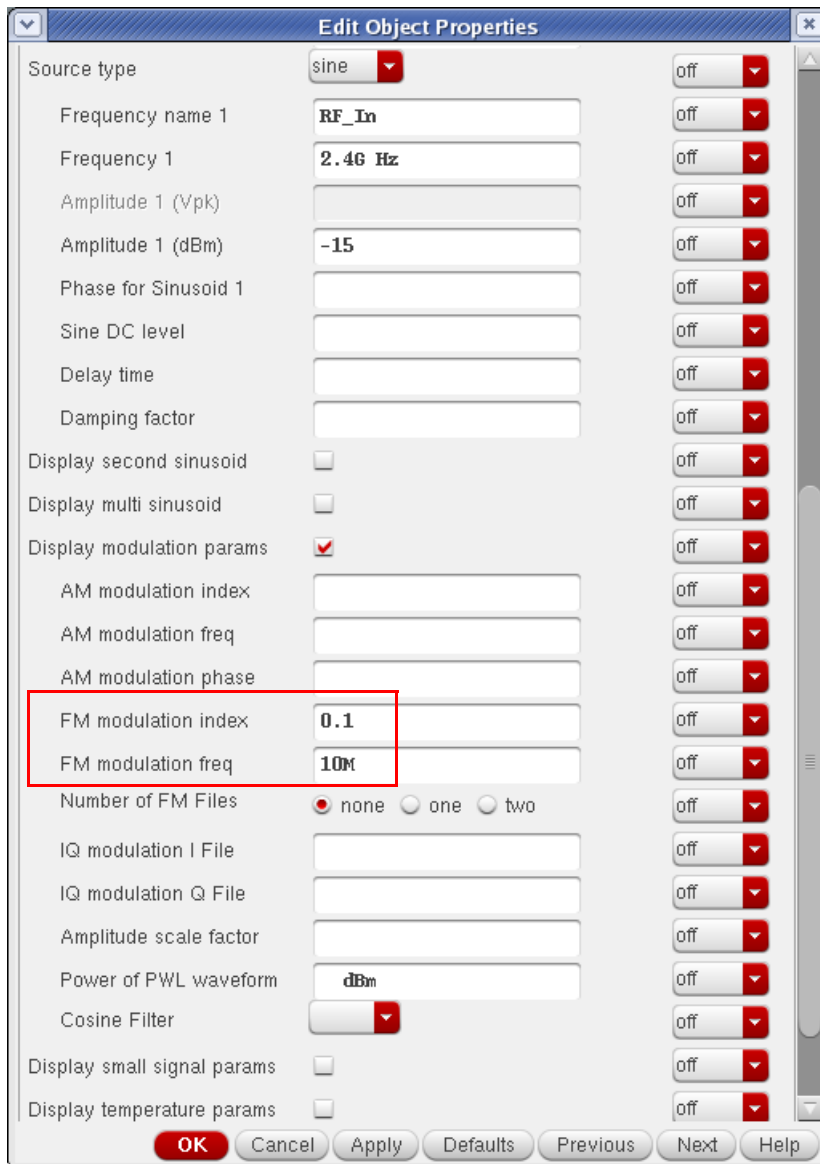 Edit Object Properties
Source type sine off
Frequency name 1 RF_In off
Frequency 1 2.4G Hz off
Amplitude 1 (Vpk) off
Amplitude 1 (dBm) -15 off
Phase for Sinusoid 1 off
Sine DC level off
Delay time off
Damping factor off
Display second sinusoid off
Display multi sinusoid off
Display modulation params off
AM modulation index off
AM modulation freq off
AM modulation phase off
FM modulation index 0.1 off
FM modulation freq 10M off
Number of FM Files none one two off
IQ modulation I File off
IQ modulation Q File off
Amplitude scale factor off
Power of PWL waveform dBm off
Cosine Filter off
Display small signal params off
Display temperature params off
OK Cancel Apply Defaults Previous Next Help